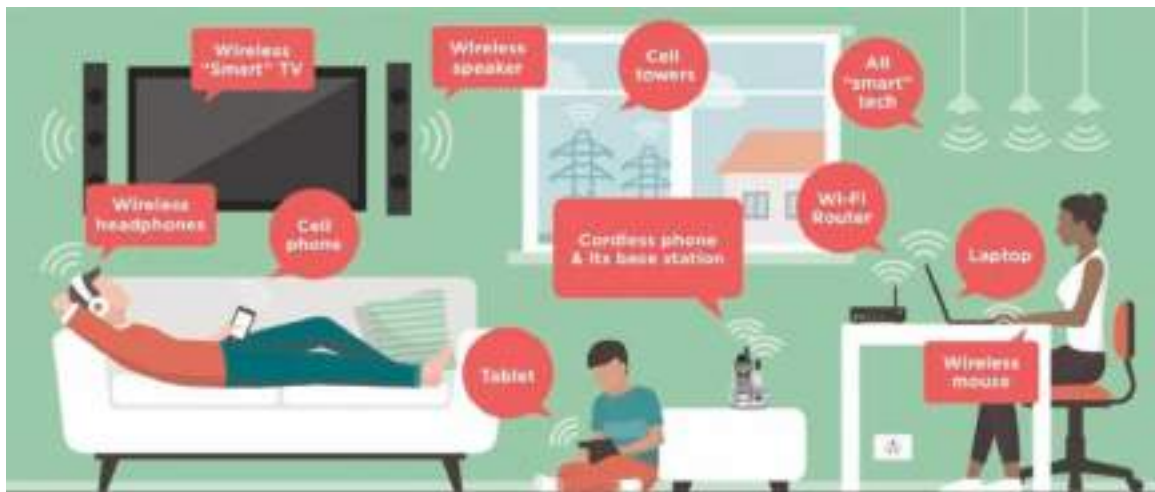 Wireless
"Smart" TV
Wireless
speaker
Cell
towers
All
"smart"
tech
Wireless
headphones
Cell
phone
Cordless phone
& its base station
Wi-Fi
Router
Laptop
Tablet
Wireless
mouse